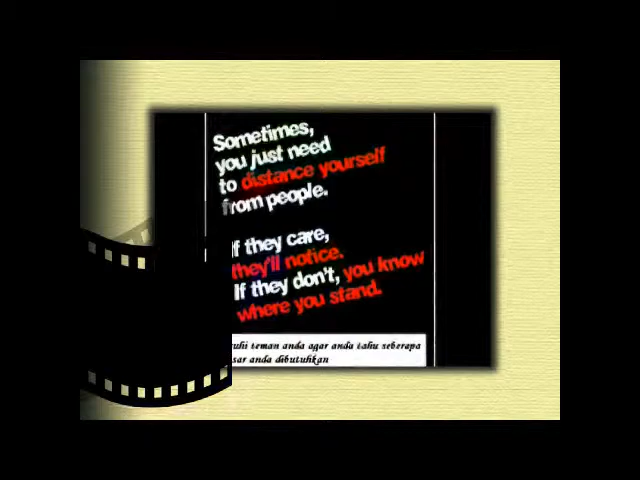 Sometimes,
you just need
to distance yourself
from people.
If they care,
they'll notice.
If they don't, you know
where you stand.
teman anda agar anda tahu seberapa
anda dibutuhkan